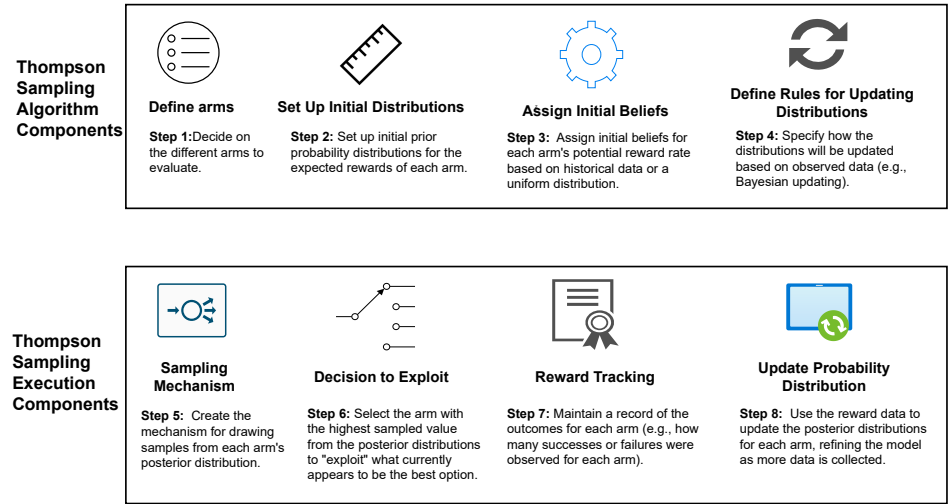 Thompson
Sampling
Algorithm
Components
Define arms
Step 1:Decide on
the different arms to
evaluate.
Set Up Initial Distributions
Step 2: Set up initial prior
probability distributions for the
expected rewards of each arm.
Assign Initial Beliefs
Step 3: Assign initial beliefs for
each arm's potential reward rate
based on historical data or a
uniform distribution.
Define Rules for Updating
Distributions
Step 4: Specify how the
distributions will be updated
based on observed data (e.g.,
Bayesian updating).
Thompson
Sampling
Execution
Components
Sampling
Mechanism
Step 5: Create the
mechanism for drawing
samples from each arm's
posterior distribution.
Decision to Exploit
Step 6: Select the arm with
the highest sampled value
from the posterior distributions
to "exploit" what currently
appears to be the best option.
Reward Tracking
Step 7: Maintain a record of the
outcomes for each arm (e.g., how
many successes or failures were
observed for each arm).
Update Probability
Distribution
Step 8: Use the reward data to
update the posterior distributions
for each arm, refining the model
as more data is collected.